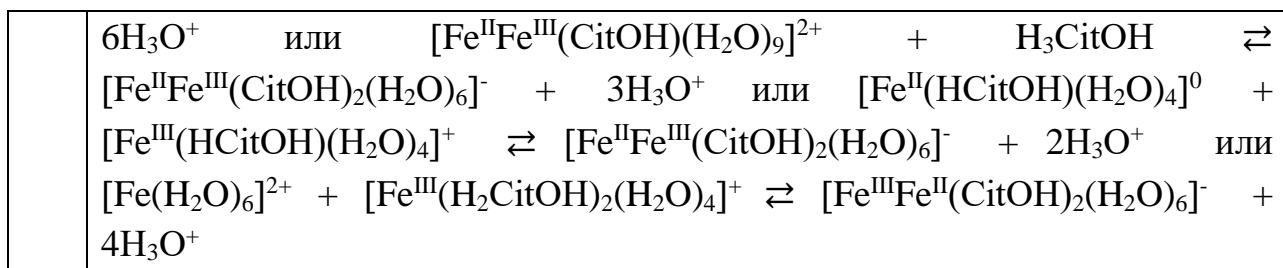 6H₃O⁺ или [FeᴵᴵFeᴵᴵᴵ(CitOH)(H₂O)₉]²⁺ + H₃CitOH ⇄
[FeᴵᴵFeᴵᴵᴵ(CitOH)₂(H₂O)₆]⁻ + 3H₃O⁺ или [Feᴵᴵ(HCitOH)(H₂O)₄]⁰ +
[Feᴵᴵᴵ(HCitOH)(H₂O)₄]⁺ ⇄ [FeᴵᴵFeᴵᴵᴵ(CitOH)₂(H₂O)₆]⁻ + 2H₃O⁺ или
[Fe(H₂O)₆]²⁺ + [Feᴵᴵᴵ(H₂CitOH)₂(H₂O)₄]⁺ ⇄ [FeᴵᴵᴵFeᴵᴵ(CitOH)₂(H₂O)₆]⁻ +
4H₃O⁺